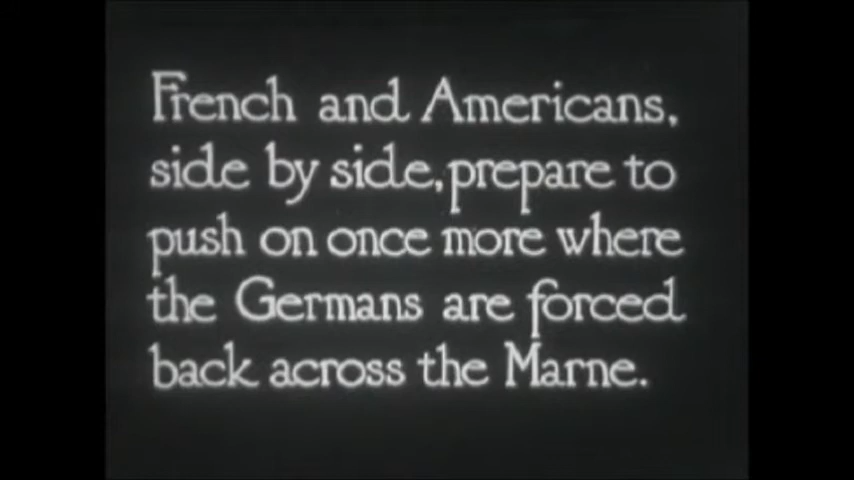 French and Americans,
side by side, prepare to
push on once more where
the Germans are forced
back across the Marne.